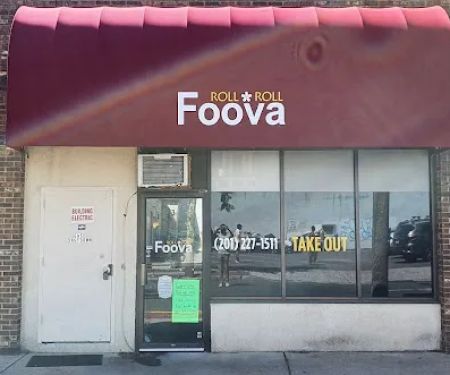 ROLL * ROLL
Foova
BUILDING
ELECTRIC
Foova
(201) 227-1511
TAKE OUT